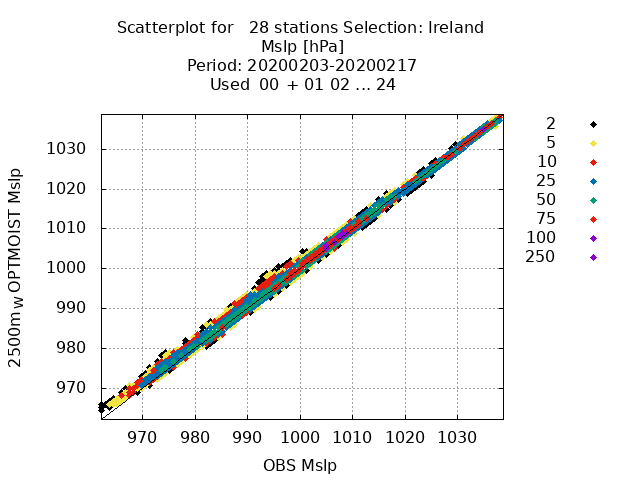 Scatterplot for   28 stations Selection: Ireland
Mslp [hPa]
Period: 20200203-20200217
Used  00  + 01 02 ... 24
2
5
10
25
50
75
100
250
1030
1020
1010
1000
990
980
970
2500m w OPTMOIST Mslp
970 980 990 1000 1010 1020 1030
OBS Mslp